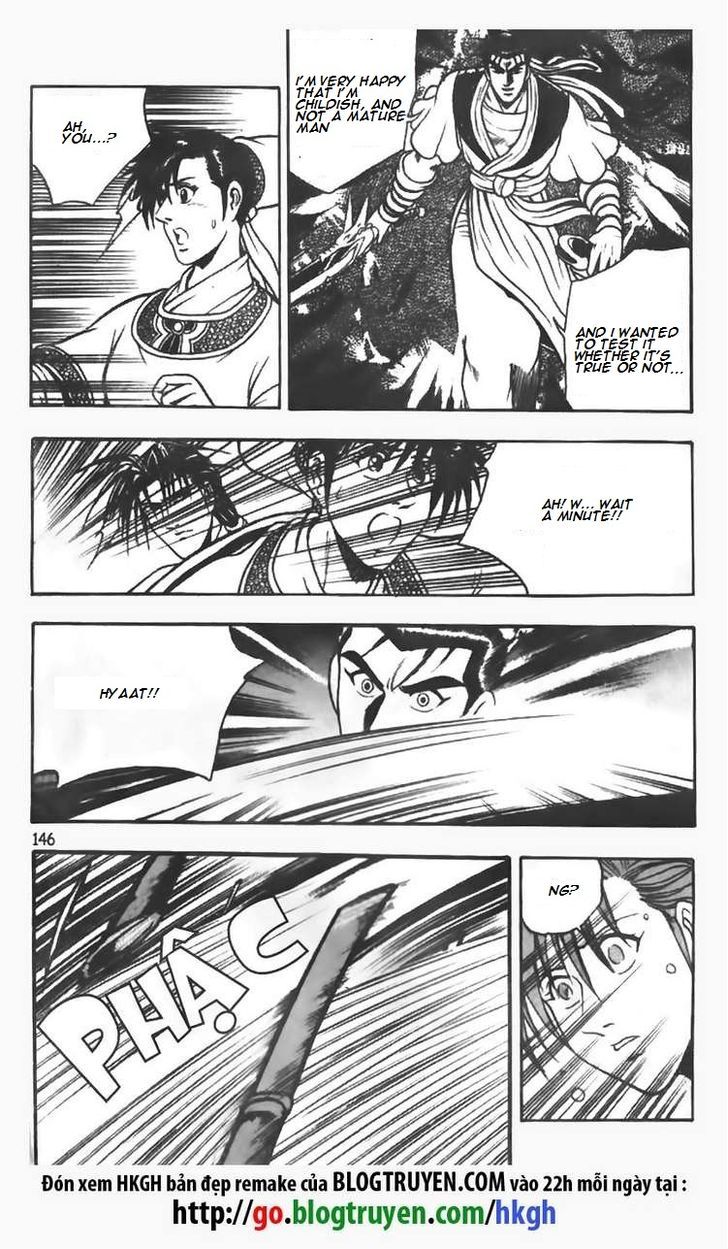 AH,
YOU...?
I'M VERY HAPPY
THAT I'M
CHILDISH, AND
NOT A MATURE
MAN
AND I WANTED
TO TEST IT
WHETHER IT'S
TRUE OR NOT...
AH! W... WAIT
A MINUTE!!
HYAAT!!
146
PHẬC
NG?
Đón xem HKGH bản đẹp remake của BLOGTRUYEN.COM vào 22h mỗi ngày tại :
http://go.blogtruyen.com/hkgh